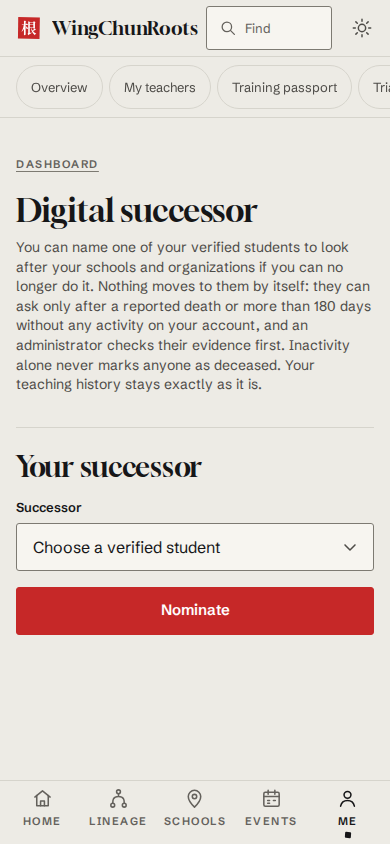 根 WingChunRoots Find
Overview My teachers Training passport
DASHBOARD
Digital successor
You can name one of your verified students to look
after your schools and organizations if you can no
longer do it. Nothing moves to them by itself: they can
ask only after a reported death or more than 180 days
without any activity on your account, and an
administrator checks their evidence first. Inactivity
alone never marks anyone as deceased. Your
teaching history stays exactly as it is.
Your successor
Successor
Choose a verified student
Nominate
HOME LINEAGE SCHOOLS EVENTS ME